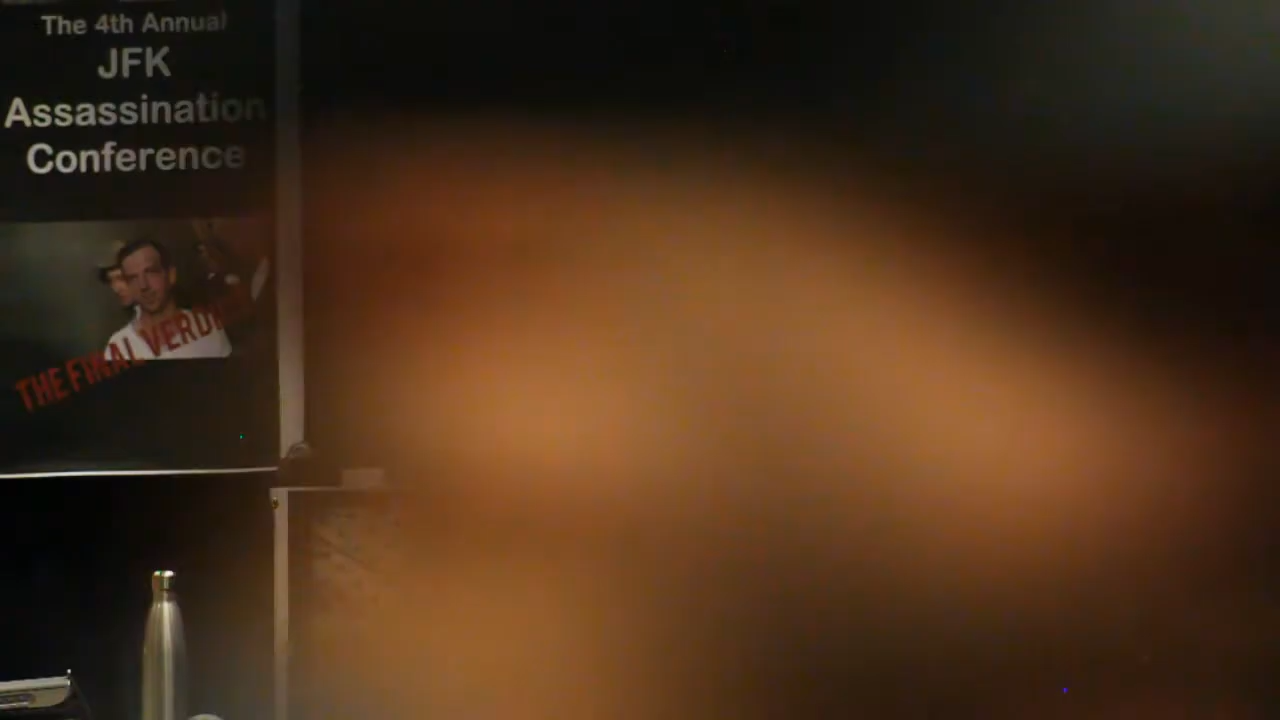 The 4th Annual
JFK
Assassination
Conference
THE FINAL VERDI